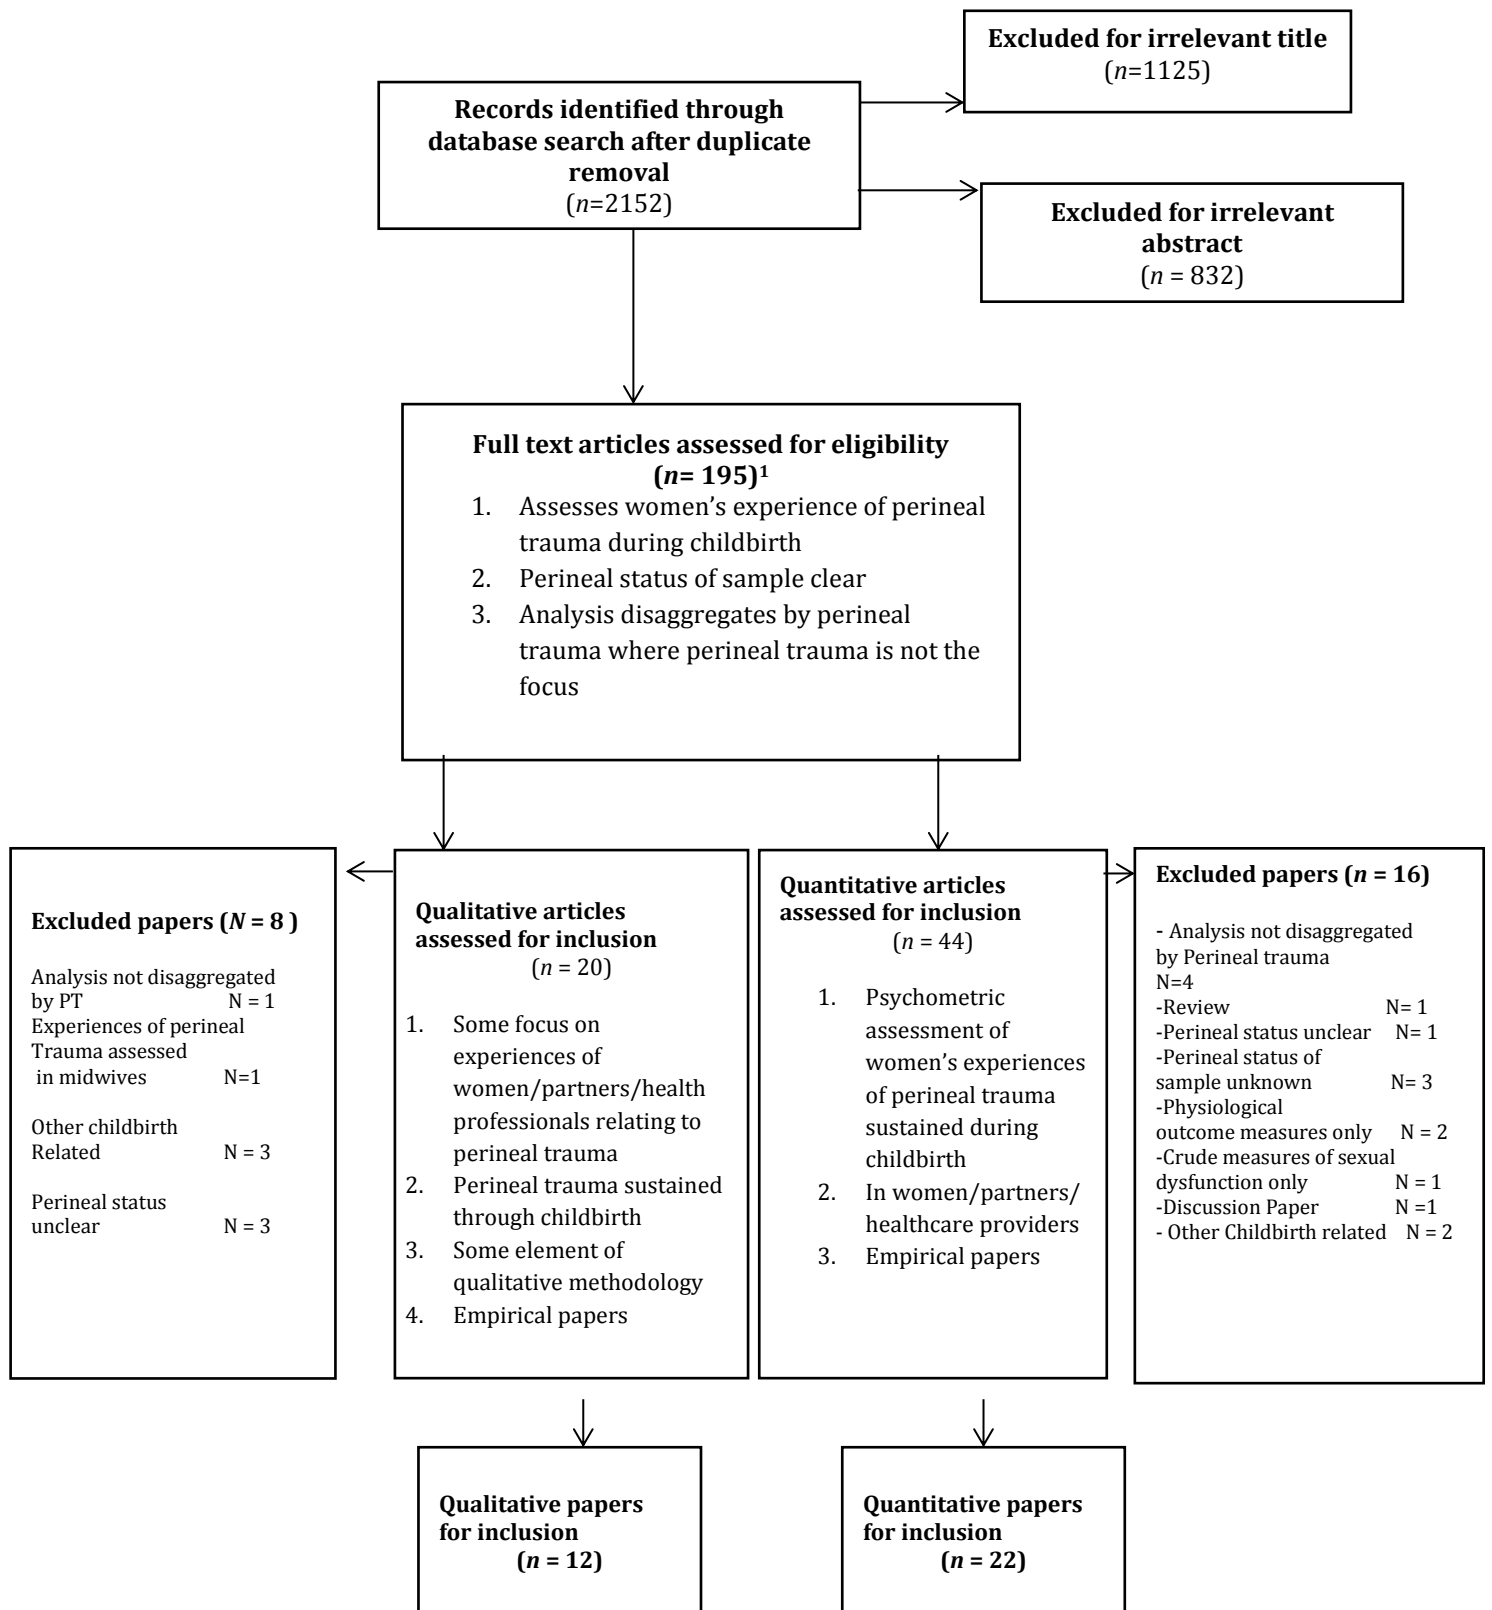 Excluded for irrelevant title
(n=1125)
Records identified through
database search after duplicate
removal
(n=2152)
Excluded for irrelevant
abstract
(n = 832)
Full text articles assessed for eligibility
(n= 195)¹
1. Assesses women’s experience of perineal
trauma during childbirth
2. Perineal status of sample clear
3. Analysis disaggregates by perineal
trauma where perineal trauma is not the
focus
Excluded papers (N = 8 )
Analysis not disaggregated
by PT N = 1
Experiences of perineal
Trauma assessed
in midwives N=1
Other childbirth
Related N = 3
Perineal status
unclear N = 3
Qualitative articles
assessed for inclusion
(n = 20)
1. Some focus on
experiences of
women/partners/health
professionals relating to
perineal trauma
2. Perineal trauma sustained
through childbirth
3. Some element of
qualitative methodology
4. Empirical papers
Quantitative articles
assessed for inclusion
(n = 44)
1. Psychometric
assessment of
women’s experiences
of perineal trauma
sustained during
childbirth
2. In women/partners/
healthcare providers
3. Empirical papers
Excluded papers (n = 16)
- Analysis not disaggregated
by Perineal trauma
N=4
-Review N= 1
-Perineal status unclear N= 1
-Perineal status of
sample unknown N= 3
-Physiological
outcome measures only N = 2
-Crude measures of sexual
dysfunction only N = 1
-Discussion Paper N =1
- Other Childbirth related N = 2
Qualitative papers
for inclusion
(n = 12)
Quantitative papers
for inclusion
(n = 22)